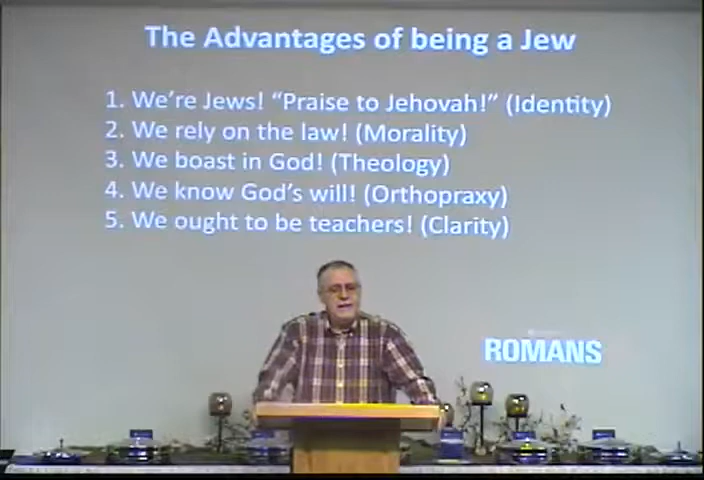 The Advantages of being a Jew
1. We're Jews! "Praise to Jehovah!" (Identity)
2. We rely on the law! (Morality)
3. We boast in God! (Theology)
4. We know God's will! (Orthopraxy)
5. We ought to be teachers! (Clarity)
ROMANS